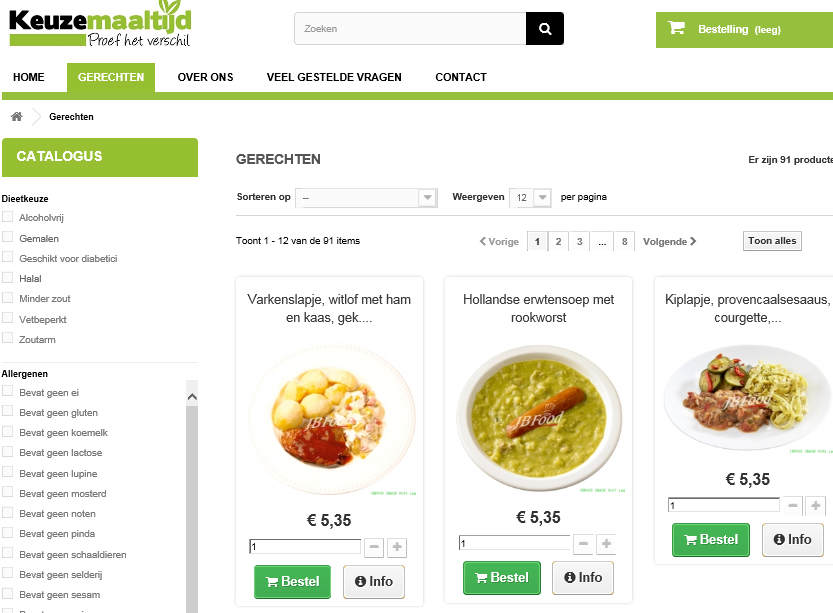 Keuzemaaltijd
Proef het verschil
Zoeken
Bestelling (leeg)
HOME GERECHTEN OVER ONS VEEL GESTELDE VRAGEN CONTACT
Gerechten
CATALOGUS
Dieetkeuze
Alcoholvrij
Gemalen
Geschikt voor diabetici
Halal
Minder zout
Vetbeperkt
Zoutarm
Allergenen
Bevat geen ei
Bevat geen gluten
Bevat geen koemelk
Bevat geen lactose
Bevat geen lupine
Bevat geen mosterd
Bevat geen noten
Bevat geen pinda
Bevat geen schaaldieren
Bevat geen selderij
Bevat geen sesam
GERECHTEN
Er zijn 91 producte
Sorteren op -- Weergeven 12 per pagina
Toont 1 - 12 van de 91 items
Vorige 1 2 3 ... 8 Volgende
Toon alles
Varkenslapje, witlof met ham
en kaas, gek....
JBFood
€ 5,35
1
Bestel Info
Hollandse erwtensoep met
rookworst
JBFood
€ 5,35
1
Bestel Info
Kiplapje, provencaalsesaaus,
courgette,...
JBFood
€ 5,35
1
Bestel Info